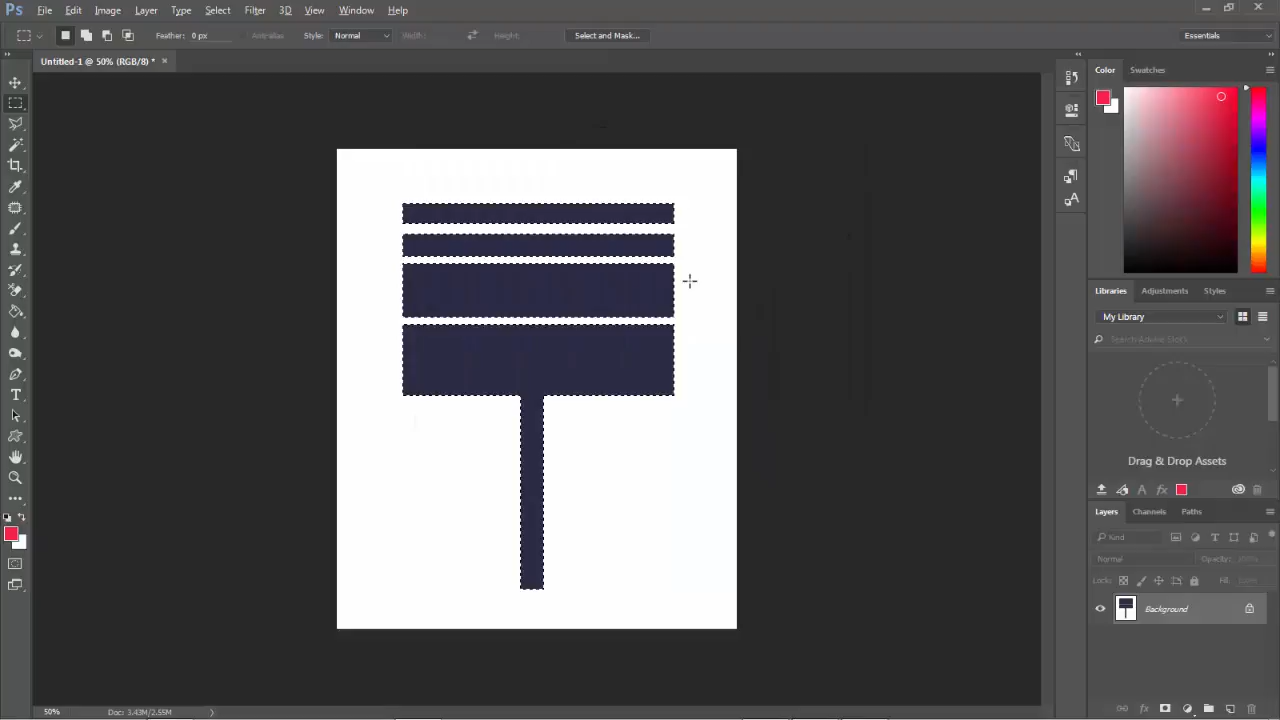 Ps File Edit Image Layer Type Select Filter 3D View Window Help
Feather: 0 px Anti-alias Style: Normal Width: Height: Select and Mask... Essentials
Untitled-1 @ 50% (RGB/8) * ×
Color Swatches
Libraries Adjustments Styles
My Library
Search Adobe Stock
Drag & Drop Assets
Layers Channels Paths
Kind
Normal Opacity: 100%
Lock: Fill: 100%
Background
50% Doc: 3.43M/2.55M